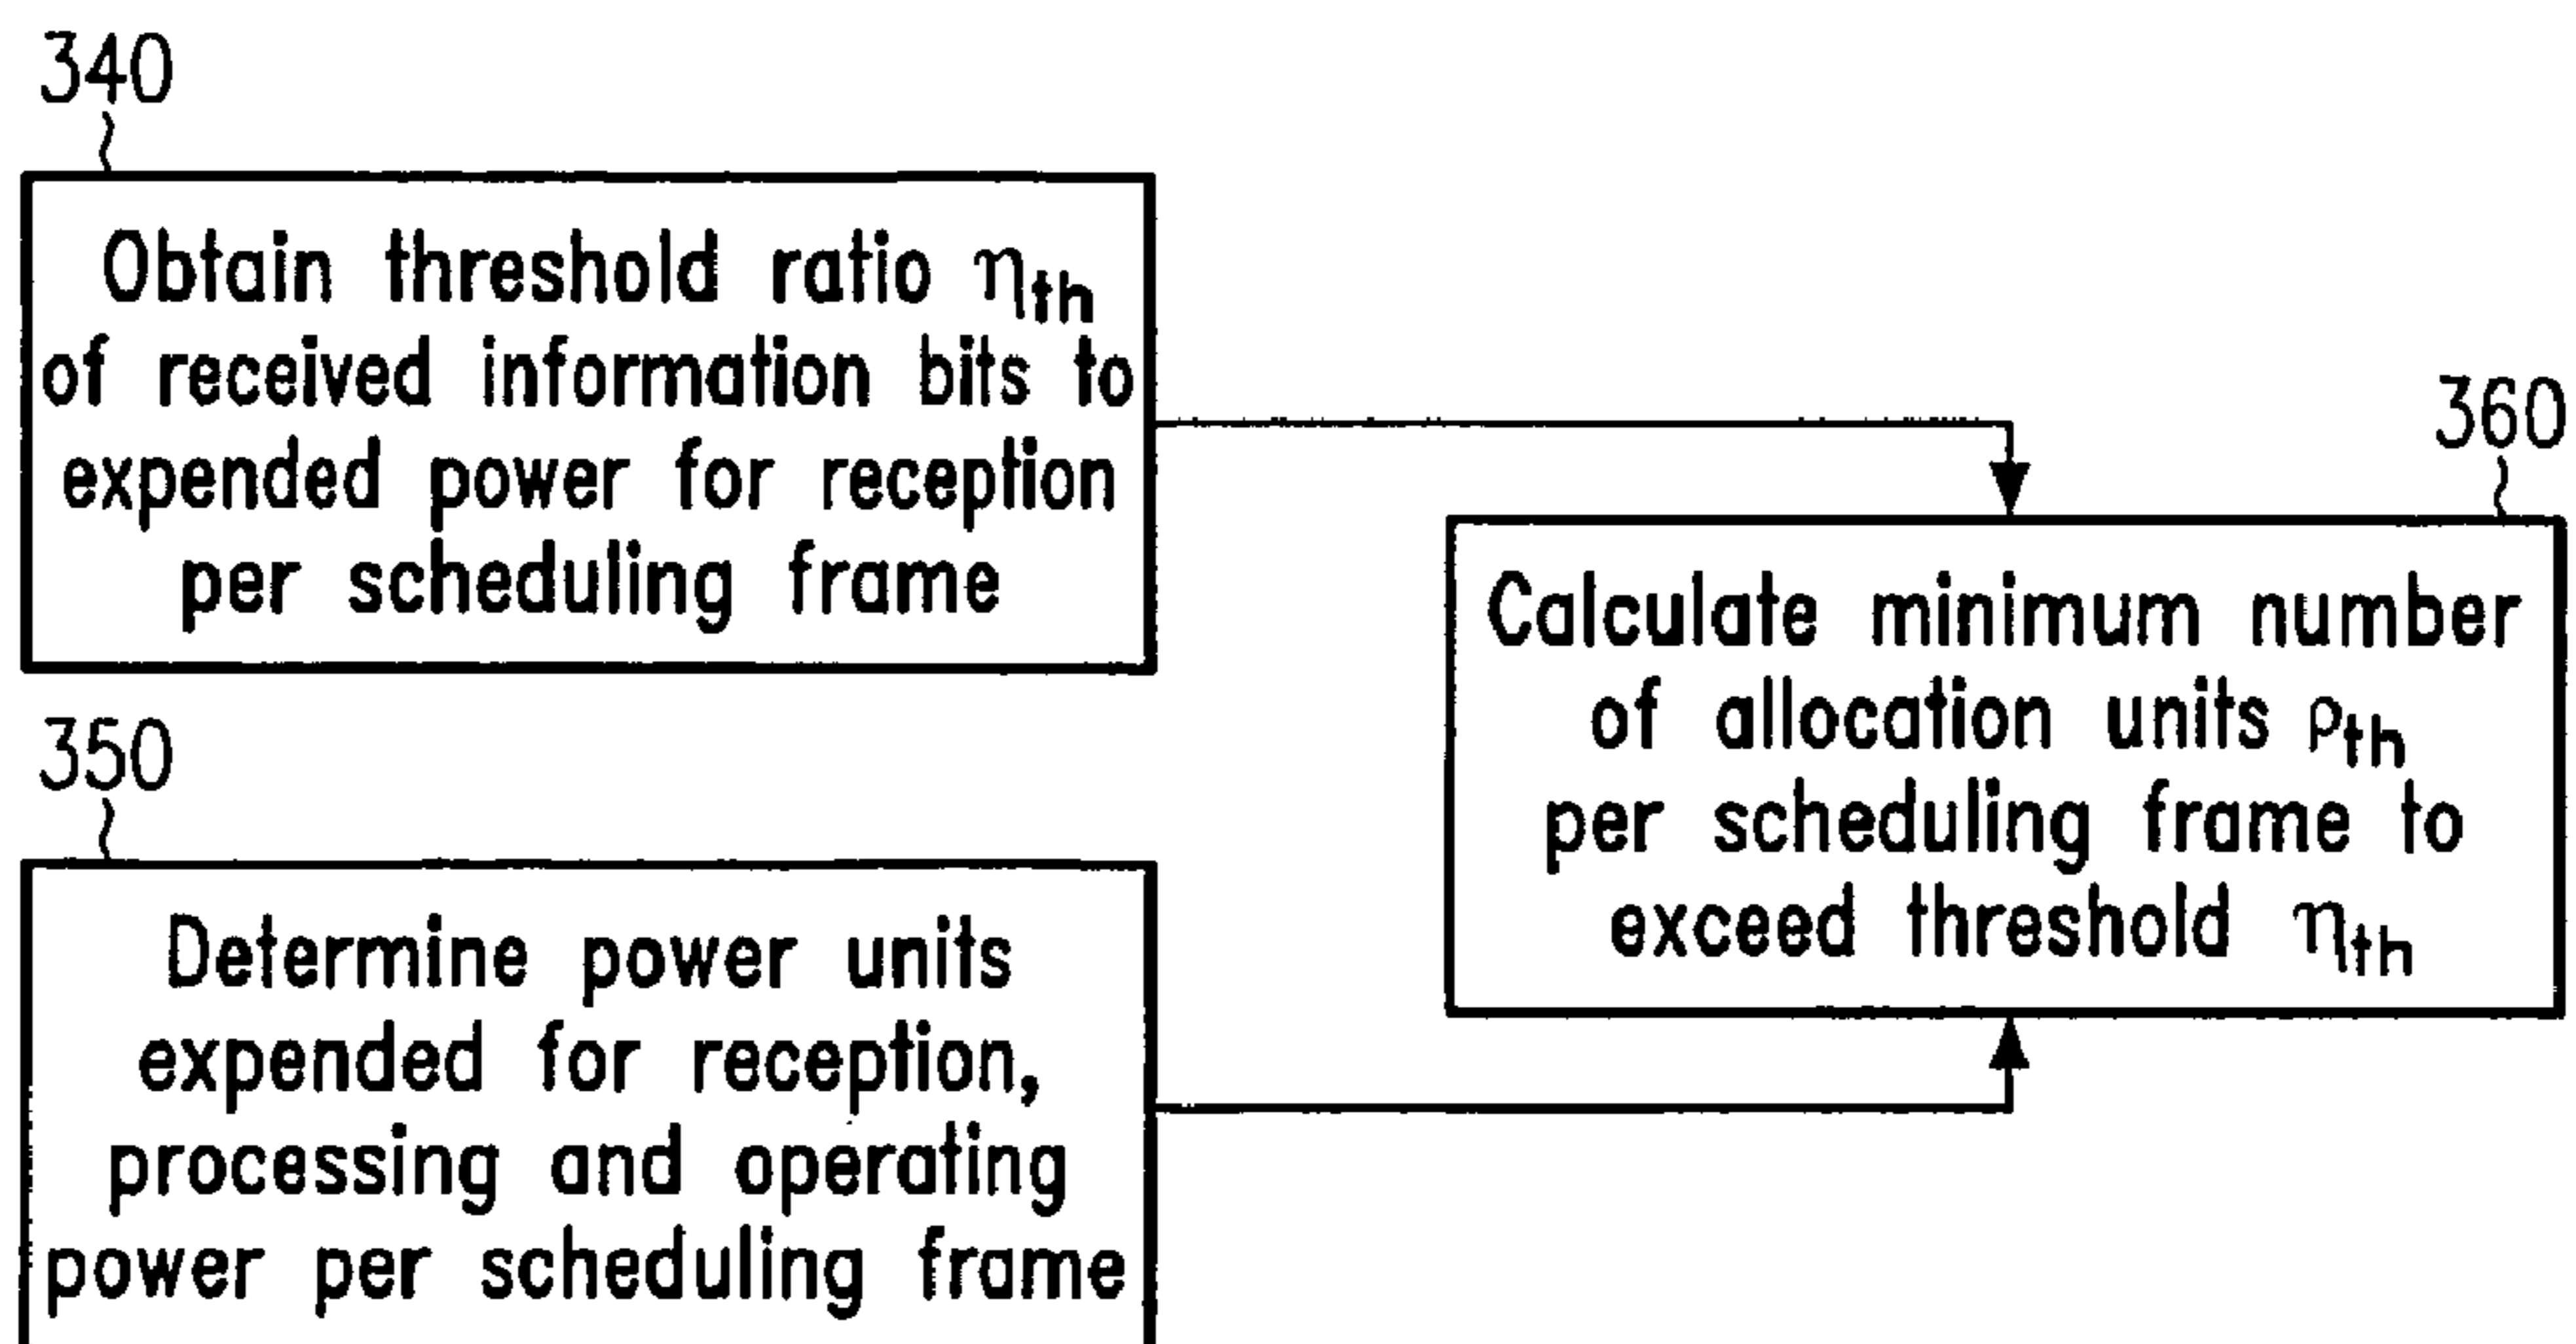 340
Obtain threshold ratio ηth
of received information bits to
expended power for reception
per scheduling frame
350
Determine power units
expended for reception,
processing and operating
power per scheduling frame
360
Calculate minimum number
of allocation units ρth
per scheduling frame to
exceed threshold ηth